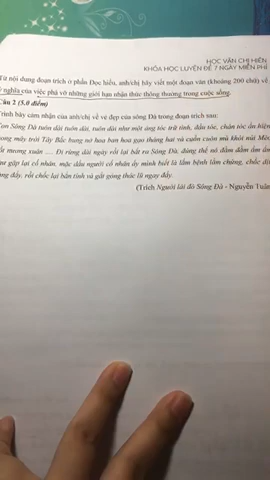 HỌC VĂN CHỊ HIÊN
KHÓA HỌC LUYỆN ĐỀ 7 NGÀY MIỄN PHÍ
Từ nội dung đoạn trích ở phần Đọc hiểu, anh/chị hãy viết một đoạn văn (khoảng 200 chữ) về
ý nghĩa của việc phá vỡ những giới hạn nhận thức thông thường trong cuộc sống.
Câu 2 (5.0 điểm)
Trình bày cảm nhận của anh/chị về vẻ đẹp của sông Đà trong đoạn trích sau:
Con Sông Đà tuôn dài tuôn dài, tuôn dài như một áng tóc trữ tình, đầu tóc, chân tóc ẩn hiện
trong mây trời Tây Bắc bung nở hoa ban hoa gạo tháng hai và cuồn cuộn mù khói núi Mèo
đốt nương xuân .... Đi rừng dài ngày rồi lại bắt ra Sông Đà, đúng thế, nó đằm đằm ấm ấm
như gặp lại cố nhân, mặc dầu người cố nhân ấy mình biết là lắm bệnh lắm chứng, chốc dịu
dàng đấy, rồi chốc lại bẳn tính và gắt gỏng thác lũ ngay đấy.
(Trích Người lái đò Sông Đà - Nguyễn Tuân